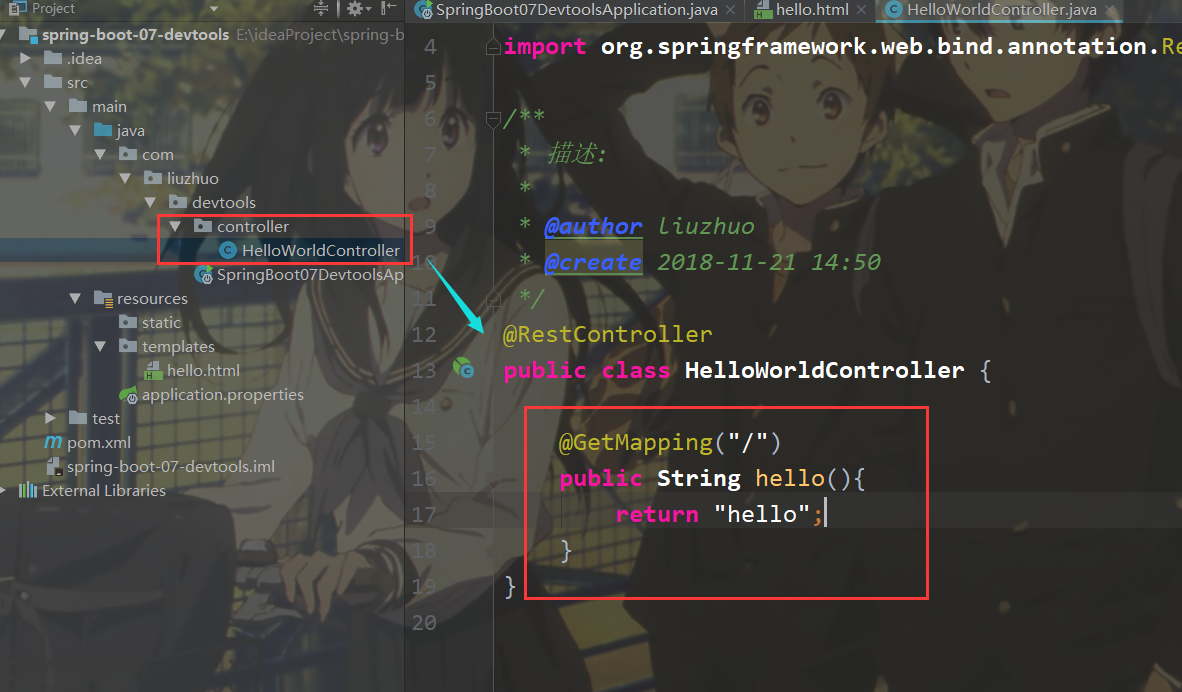 Project
SpringBoot07DevtoolsApplication.java
hello.html
HelloWorldController.java
spring-boot-07-devtools E:\ideaProject\spring-b
.idea
src
main
java
com
liuzhuo
devtools
controller
HelloWorldController
SpringBoot07DevtoolsAp
resources
static
templates
hello.html
application.properties
test
pom.xml
spring-boot-07-devtools.iml
External Libraries
4 import org.springframework.web.bind.annotation.Re
5
6 /**
7 * 描述:
8 *
9 * @author liuzhuo
10 * @create 2018-11-21 14:50
11 */
12 @RestController
13 public class HelloWorldController {
14
15 @GetMapping("/")
16 public String hello(){
17 return "hello";
18 }
19 }
20